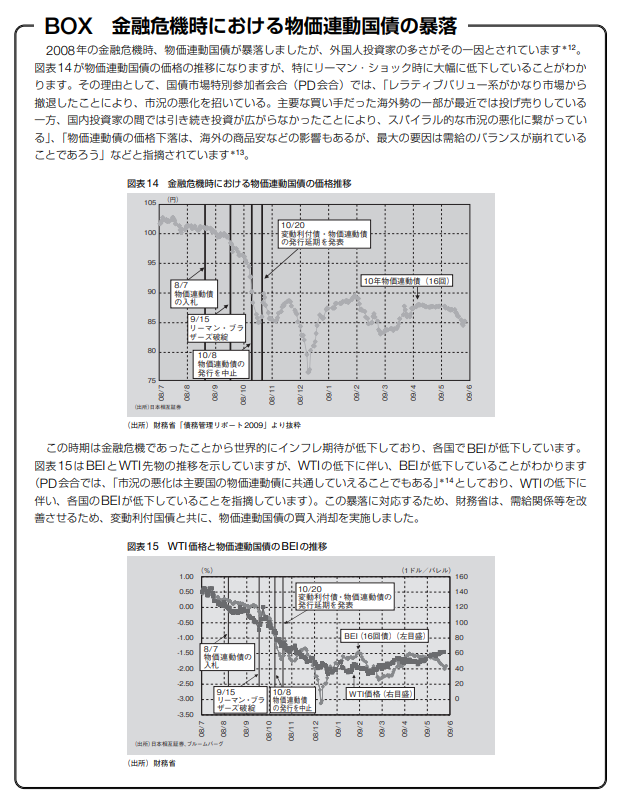 BOX 金融危機時における物価連動国債の暴落
2008年の金融危機時、物価連動国債が暴落しましたが、外国人投資家の多さがその一因とされています*12。
図表14が物価連動国債の価格の推移になりますが、特にリーマン・ショック時に大幅に低下していることがわか
ります。その理由として、国債市場特別参加者会合（PD会合）では、「レラティブバリュー系がかなり市場から
撤退したことにより、市況の悪化を招いている。主要な買い手だった海外勢の一部が最近では投げ売りしている
一方、国内投資家の間では引き続き投資が広がらなかったことにより、スパイラル的な市況の悪化に繋がってい
る」、「物価連動債の価格下落は、海外の商品安などの影響もあるが、最大の要因は需給のバランスが崩れている
ことであろう」などと指摘されています*13。
図表14 金融危機時における物価連動国債の価格推移
（円）
105
100
95
90
85
80
75
10/20
変動利付債・物価連動債
の発行延期を発表
8/7
物価連動債
の入札
9/15
リーマン・ブラ
ザーズ破綻
10/8
物価連動債の
発行を中止
10年物価連動債（16回）
08/7
08/8
08/9
08/10
08/11
08/12
09/1
09/2
09/3
09/4
09/5
09/6
（出所）日本相互証券
（出所） 財務省「債務管理リポート2009」より抜粋
この時期は金融危機であったことから世界的にインフレ期待が低下しており、各国でBEIが低下しています。
図表15はBEIとWTI先物の推移を示していますが、WTIの低下に伴い、BEIが低下していることがわかります
（PD会合では、「市況の悪化は主要国の物価連動債に共通していえることでもある」*14としており、WTIの低下に
伴い、各国のBEIが低下していることを指摘しています）。この暴落に対応するため、財務省は、需給関係等を改
善させるため、変動利付国債と共に、物価連動国債の買入消却を実施しました。
図表15 WTI価格と物価連動国債のBEIの推移
（%）
（1ドル／バレル）
1.00
0.50
0.00
-0.50
-1.00
-1.50
-2.00
-2.50
-3.00
-3.50
160
140
120
100
80
60
40
20
0
10/20
変動利付債・物価連動債の
発行延期を発表
BEI（16回債）（左目盛）
8/7
物価連動債の
入札
9/15
リーマン・ブラ
ザーズ破綻
10/8
物価連動債
の発行を中止
WTI価格（右目盛）
08/7
08/8
08/9
08/10
08/11
08/12
09/1
09/2
09/3
09/4
09/5
09/6
（出所）日本相互証券、ブルームバーグ
（出所） 財務省